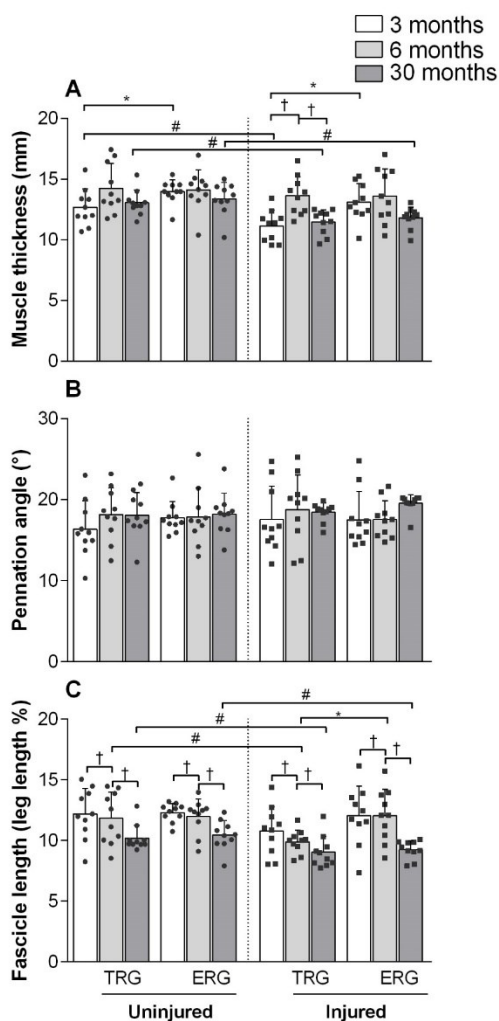 3 months
6 months
30 months
A
* * † †
# # # #
Muscle thickness (mm)
20
15
10
5
0
B
Pennation angle (°)
30
20
10
0
C
# # # *
† † † † † † † †
Fascicle length (leg length %)
20
15
10
5
0
TRG ERG TRG ERG
Uninjured Injured